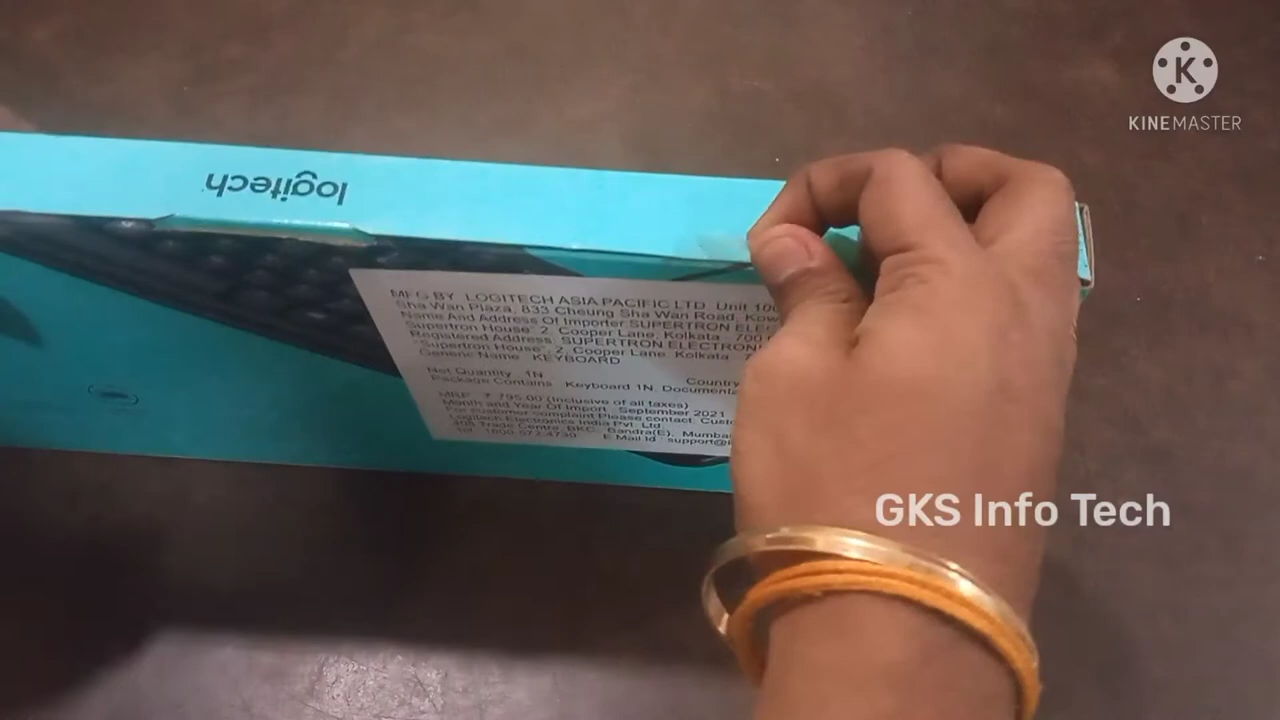 KINEMASTER
logitech
MFG BY LOGITECH ASIA PACIFIC LTD Unit
Sha Wan Plaza, 833 Cheung Sha Wan Road,
Name And Address Of Importer SUPERTRON
Supertron House" 2, Cooper Lane, Kolkata - 700
Registered Address SUPERTRON
"Supertron House", 2, Cooper Lane, Kolkata
Generic Name KEYBOARD
Net Quantity 1N
Country
Package Contains Keyboard 1N,
MRP ₹ 795.00 (Inclusive of all taxes)
Month and Year Of Import September 2021
For customer complaint Please contact
Logitech Electronics India Pvt. Ltd
Trade Centre, BKC, Bandra(E),
E Mail Id
GKS Info Tech